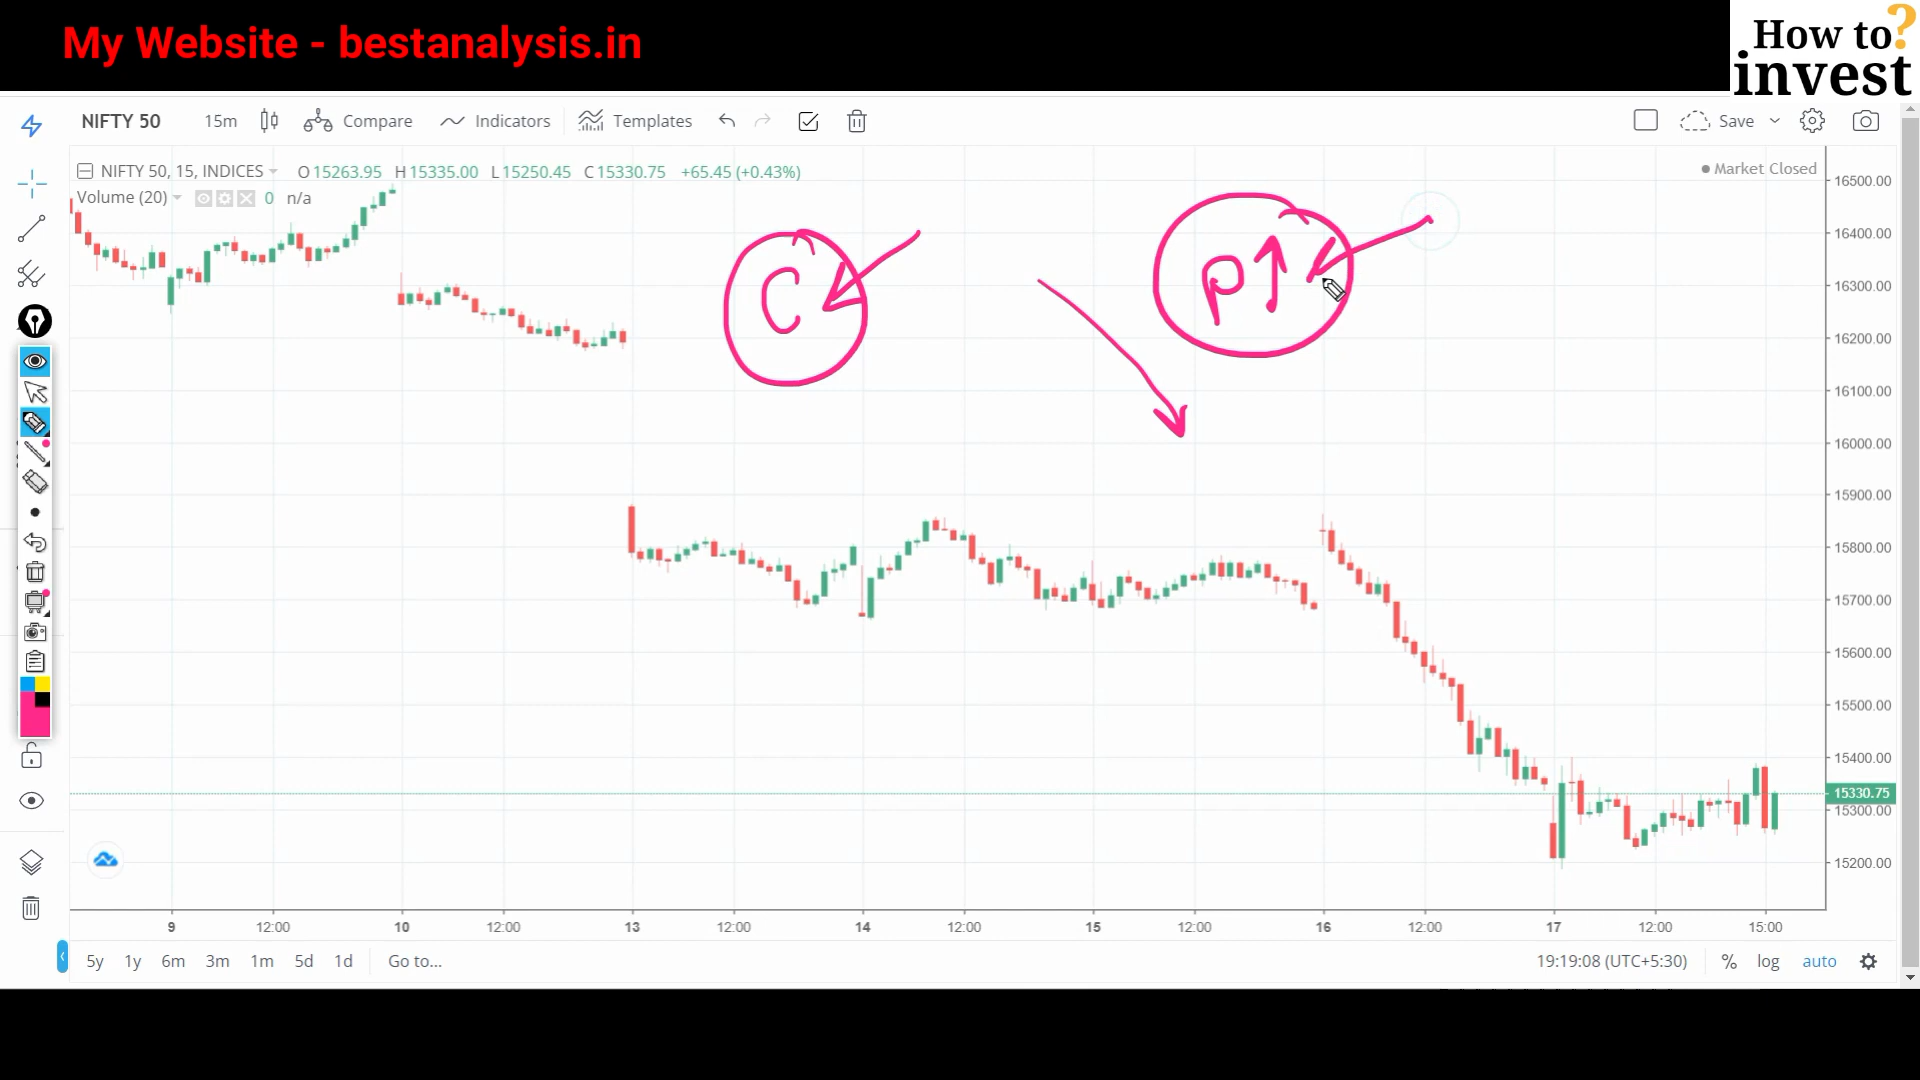 My Website - bestanalysis.in
How to?
invest
NIFTY 50 15m Compare Indicators Templates Save
NIFTY 50, 15, INDICES O 15263.95 H 15335.00 L 15250.45 C 15330.75 +65.45 (+0.43%)
Market Closed
Volume (20) 0 n/a
16500.00
16400.00
16300.00
16200.00
16100.00
16000.00
15900.00
15800.00
15700.00
15600.00
15500.00
15400.00
15330.75
15300.00
15200.00
C
P
9 12:00 10 12:00 13 12:00 14 12:00 15 12:00 16 12:00 17 12:00 15:00
5y 1y 6m 3m 1m 5d 1d Go to... 19:19:08 (UTC+5:30) % log auto